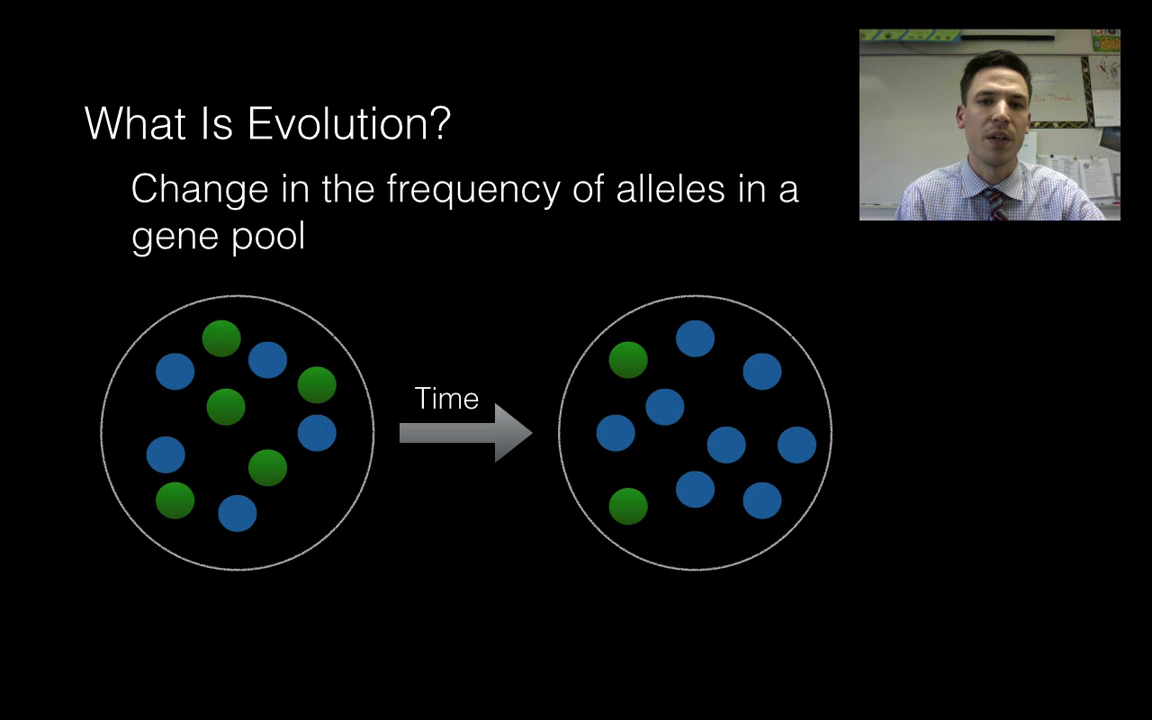 What Is Evolution?
Change in the frequency of alleles in a
gene pool
Time